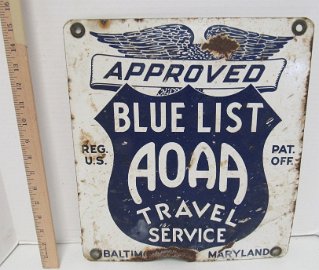 APPROVED
BLUE LIST
REG. U.S.
AOAA
PAT. OFF.
TRAVEL
SERVICE
MARYLAND